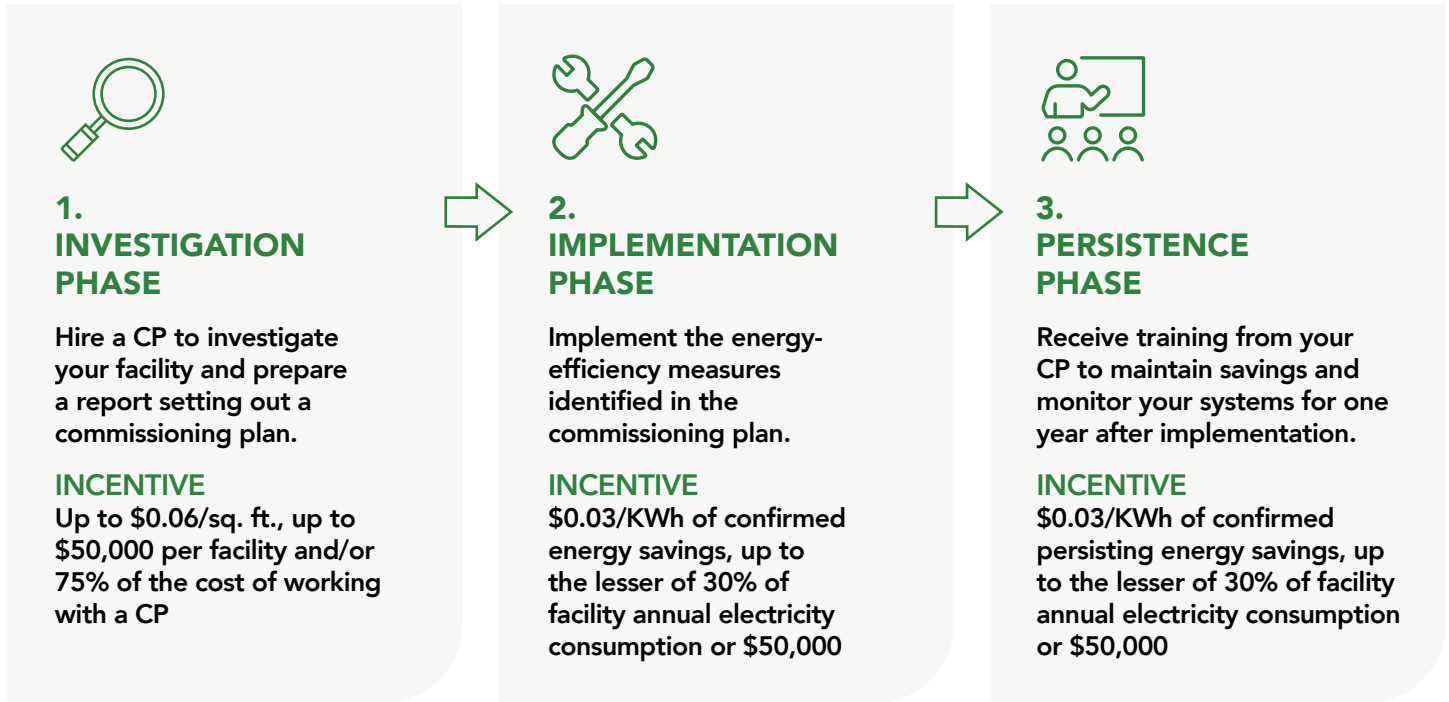 1.
INVESTIGATION
PHASE
Hire a CP to investigate
your facility and prepare
a report setting out a
commissioning plan.
INCENTIVE
Up to $0.06/sq. ft., up to
$50,000 per facility and/or
75% of the cost of working
with a CP
2.
IMPLEMENTATION
PHASE
Implement the energy-
efficiency measures
identified in the
commissioning plan.
INCENTIVE
$0.03/KWh of confirmed
energy savings, up to
the lesser of 30% of
facility annual electricity
consumption or $50,000
3.
PERSISTENCE
PHASE
Receive training from your
CP to maintain savings and
monitor your systems for one
year after implementation.
INCENTIVE
$0.03/KWh of confirmed
persisting energy savings, up
to the lesser of 30% of facility
annual electricity consumption
or $50,000